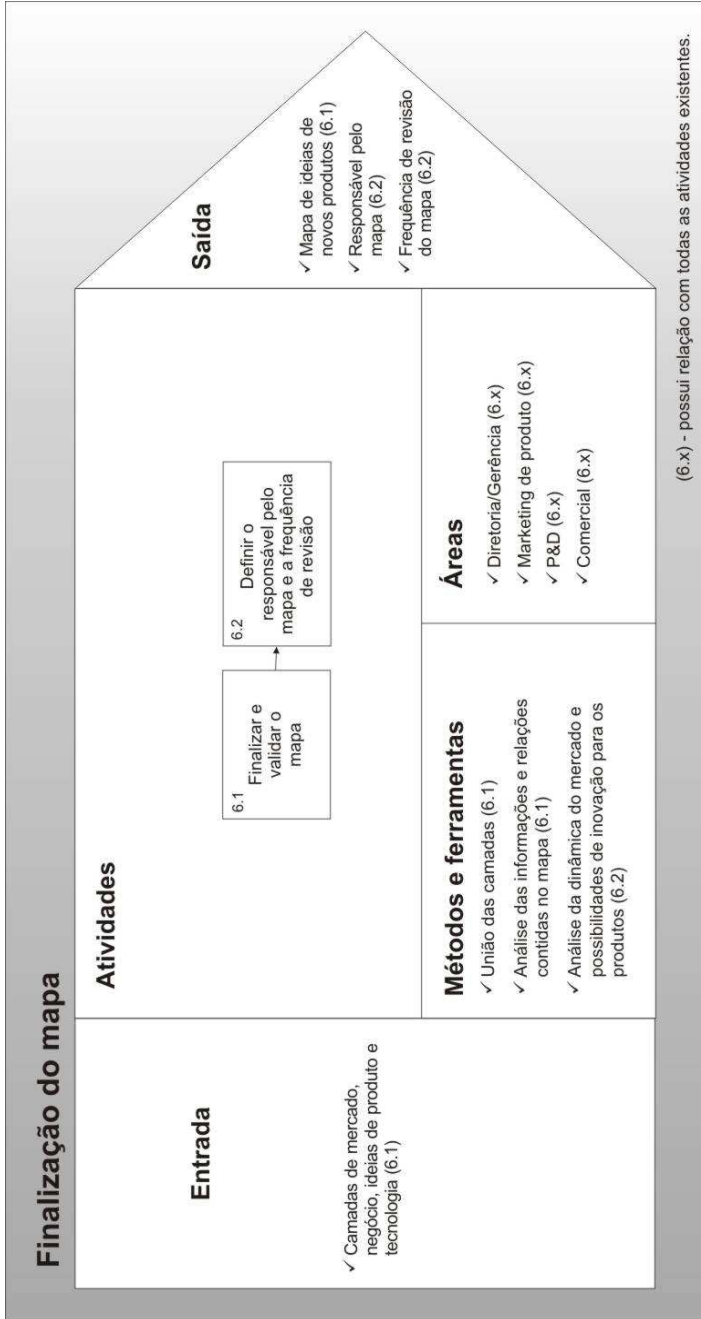 Finalização do mapa
Entrada
✓ Camadas de mercado,
negócio, ideias de produto e
tecnologia (6.1)
Atividades
6.1
Finalizar e
validar o
mapa
6.2
Definir o
responsável pelo
mapa e a frequência
de revisão
Métodos e ferramentas
✓ União das camadas (6.1)
✓ Análise das informações e relações
contidas no mapa (6.1)
✓ Análise da dinâmica do mercado e
possibilidades de inovação para os
produtos (6.2)
Áreas
✓ Diretoria/Gerência (6.x)
✓ Marketing de produto (6.x)
✓ P&D (6.x)
✓ Comercial (6.x)
Saída
✓ Mapa de ideias de
novos produtos (6.1)
✓ Responsável pelo
mapa (6.2)
✓ Frequência de revisão
do mapa (6.2)
(6.x) - possui relação com todas as atividades existentes.